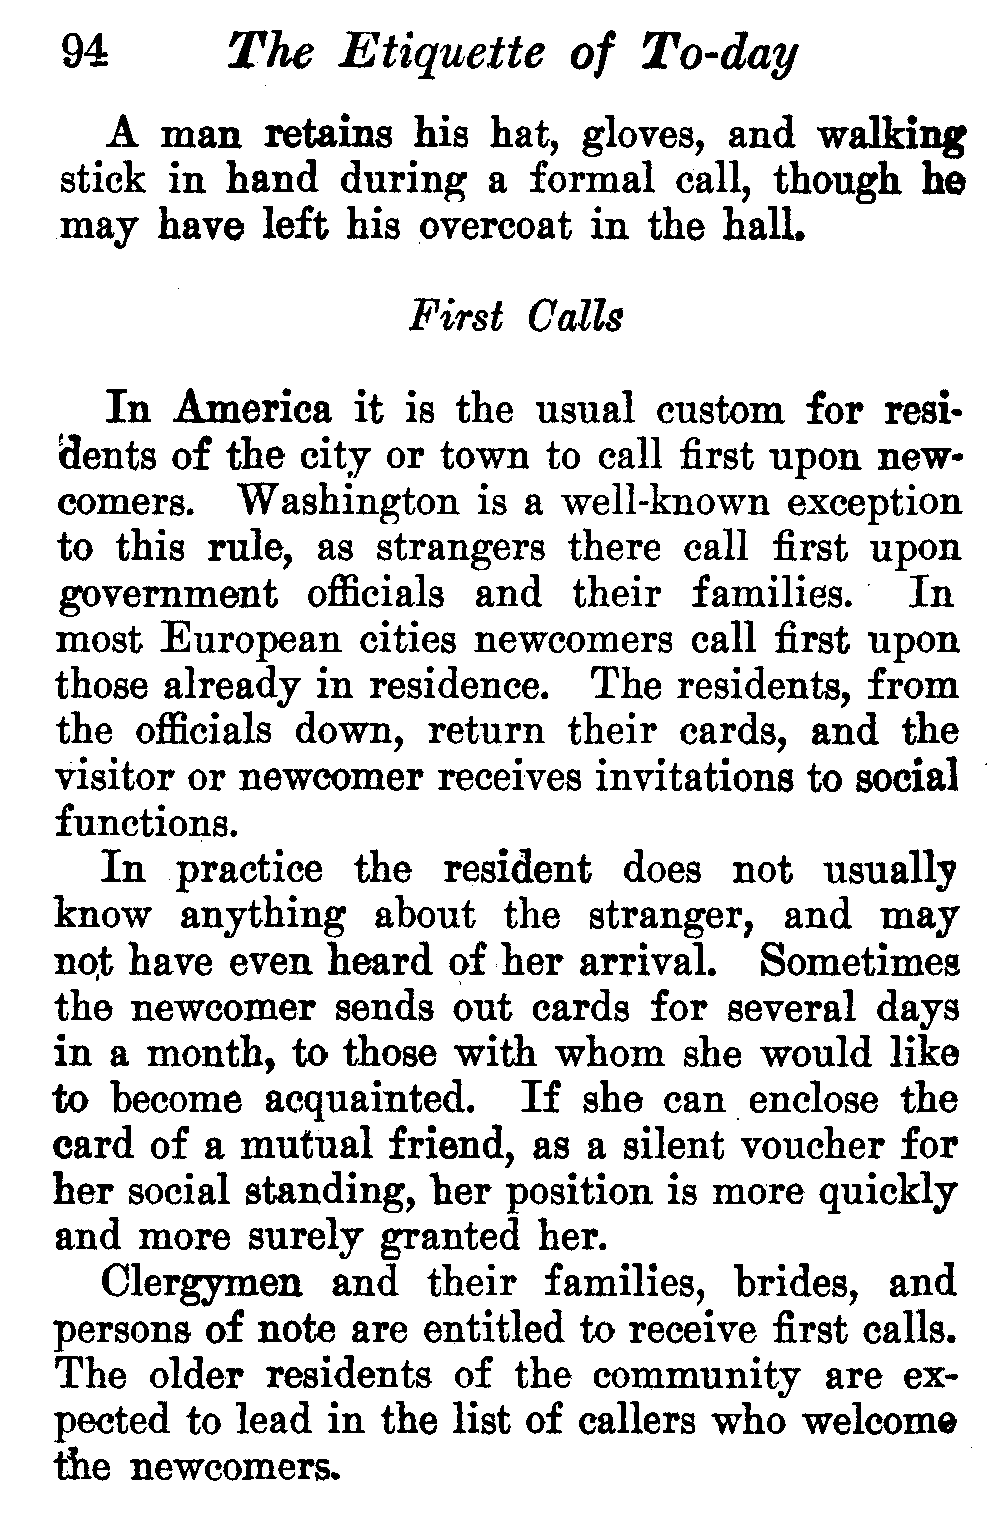 94 The Etiquette of To-day
A man retains his hat, gloves, and walking
stick in hand during a formal call, though he
may have left his overcoat in the hall.
First Calls
In America it is the usual custom for resi-
dents of the city or town to call first upon new-
comers. Washington is a well-known exception
to this rule, as strangers there call first upon
government officials and their families. In
most European cities newcomers call first upon
those already in residence. The residents, from
the officials down, return their cards, and the
visitor or newcomer receives invitations to social
functions.
In practice the resident does not usually
know anything about the stranger, and may
not have even heard of her arrival. Sometimes
the newcomer sends out cards for several days
in a month, to those with whom she would like
to become acquainted. If she can enclose the
card of a mutual friend, as a silent voucher for
her social standing, her position is more quickly
and more surely granted her.
Clergymen and their families, brides, and
persons of note are entitled to receive first calls.
The older residents of the community are ex-
pected to lead in the list of callers who welcome
the newcomers.